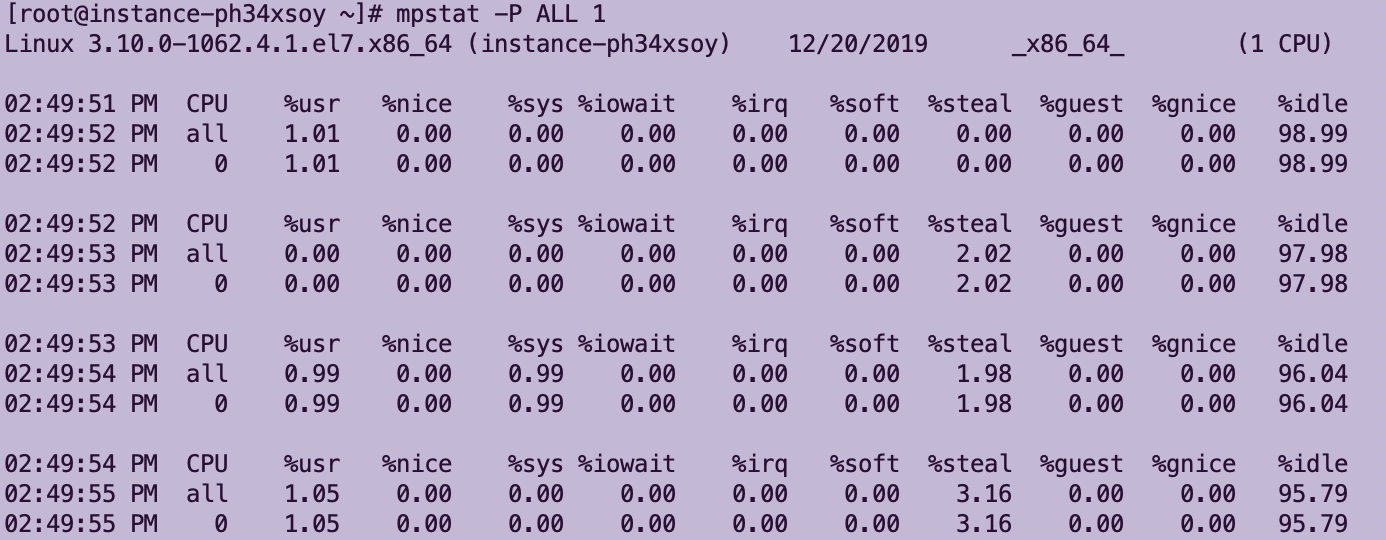 [root@instance-ph34xsoy ~]# mpstat -P ALL 1
Linux 3.10.0-1062.4.1.el7.x86_64 (instance-ph34xsoy)    12/20/2019      _x86_64_        (1 CPU)

02:49:51 PM  CPU    %usr   %nice    %sys %iowait    %irq   %soft  %steal  %guest  %gnice   %idle
02:49:52 PM  all    1.01    0.00    0.00    0.00    0.00    0.00    0.00    0.00    0.00   98.99
02:49:52 PM    0    1.01    0.00    0.00    0.00    0.00    0.00    0.00    0.00    0.00   98.99

02:49:52 PM  CPU    %usr   %nice    %sys %iowait    %irq   %soft  %steal  %guest  %gnice   %idle
02:49:53 PM  all    0.00    0.00    0.00    0.00    0.00    0.00    2.02    0.00    0.00   97.98
02:49:53 PM    0    0.00    0.00    0.00    0.00    0.00    0.00    2.02    0.00    0.00   97.98

02:49:53 PM  CPU    %usr   %nice    %sys %iowait    %irq   %soft  %steal  %guest  %gnice   %idle
02:49:54 PM  all    0.99    0.00    0.99    0.00    0.00    0.00    1.98    0.00    0.00   96.04
02:49:54 PM    0    0.99    0.00    0.99    0.00    0.00    0.00    1.98    0.00    0.00   96.04

02:49:54 PM  CPU    %usr   %nice    %sys %iowait    %irq   %soft  %steal  %guest  %gnice   %idle
02:49:55 PM  all    1.05    0.00    0.00    0.00    0.00    0.00    3.16    0.00    0.00   95.79
02:49:55 PM    0    1.05    0.00    0.00    0.00    0.00    0.00    3.16    0.00    0.00   95.79